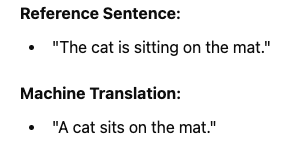 Reference Sentence:
• "The cat is sitting on the mat."
Machine Translation:
• "A cat sits on the mat."